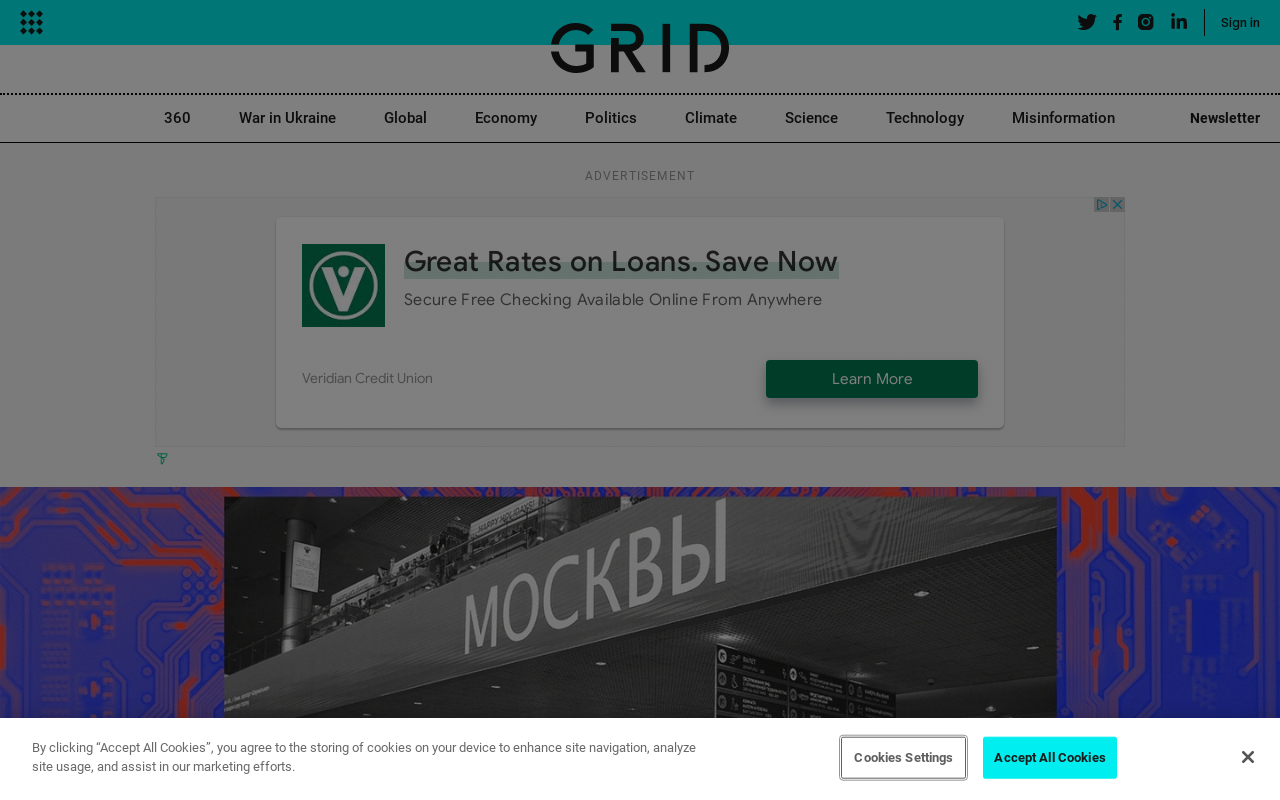 GRID
Sign in
360
War in Ukraine
Global
Economy
Politics
Climate
Science
Technology
Misinformation
Newsletter
ADVERTISEMENT
Great Rates on Loans. Save Now
Secure Free Checking Available Online From Anywhere
Veridian Credit Union
Learn More
HAPPY HOLIDAYS
МОСКВЫ
By clicking “Accept All Cookies”, you agree to the storing of cookies on your device to enhance site navigation, analyze
site usage, and assist in our marketing efforts.
Cookies Settings
Accept All Cookies